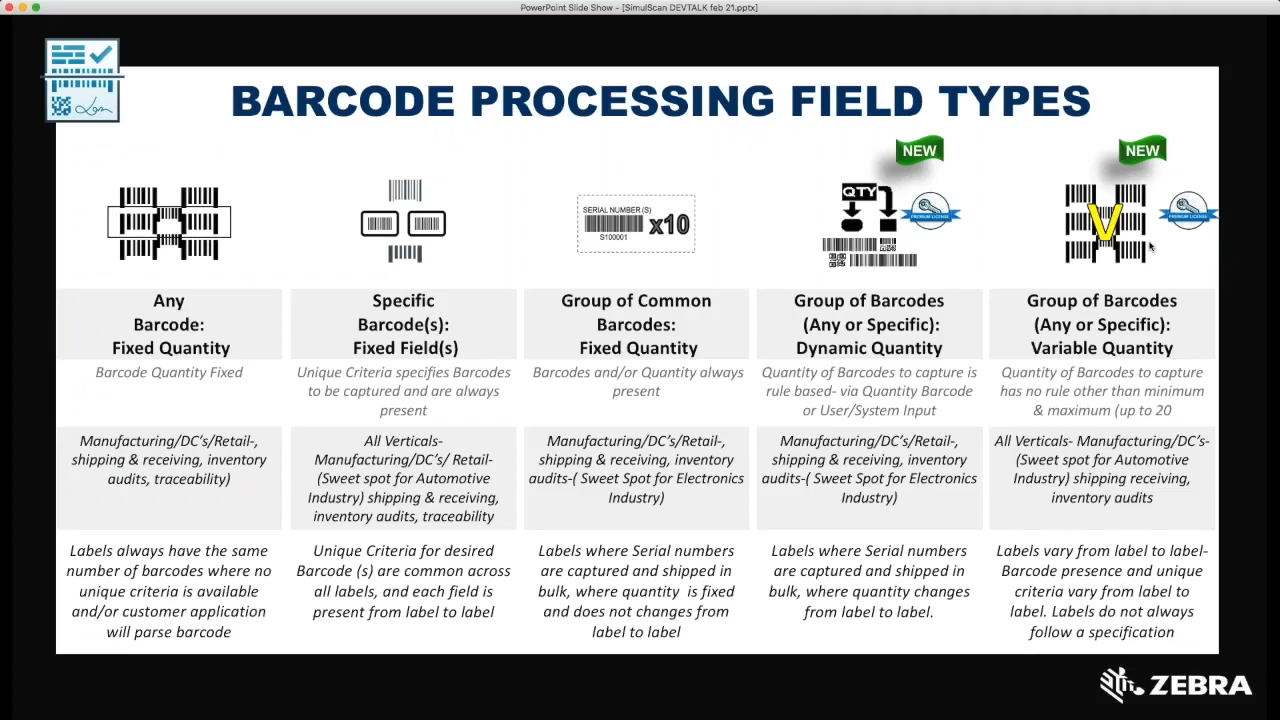 PowerPoint Slide Show - [SimulScan DEVTALK feb 21.pptx]
BARCODE PROCESSING FIELD TYPES
NEW
NEW
SERIAL NUMBER (S)
S100001
x10
QTY
PREMIUM LICENSE
V
PREMIUM LICENSE
Any
Barcode:
Fixed Quantity
Barcode Quantity Fixed
Manufacturing/DC's/Retail-,
shipping & receiving, inventory
audits, traceability)
Labels always have the same
number of barcodes where no
unique criteria is available
and/or customer application
will parse barcode
Specific
Barcode(s):
Fixed Field(s)
Unique Criteria specifies Barcodes
to be captured and are always
present
All Verticals-
Manufacturing/DC's/ Retail-
(Sweet spot for Automotive
Industry) shipping & receiving,
inventory audits, traceability
Unique Criteria for desired
Barcode (s) are common across
all labels, and each field is
present from label to label
Group of Common
Barcodes:
Fixed Quantity
Barcodes and/or Quantity always
present
Manufacturing/DC's/Retail-,
shipping & receiving, inventory
audits-( Sweet Spot for Electronics
Industry)
Labels where Serial numbers
are captured and shipped in
bulk, where quantity is fixed
and does not changes from
label to label
Group of Barcodes
(Any or Specific):
Dynamic Quantity
Quantity of Barcodes to capture is
rule based- via Quantity Barcode
or User/System Input
Manufacturing/DC's/Retail-,
shipping & receiving, inventory
audits-( Sweet Spot for Electronics
Industry)
Labels where Serial numbers
are captured and shipped in
bulk, where quantity changes
from label to label.
Group of Barcodes
(Any or Specific):
Variable Quantity
Quantity of Barcodes to capture
has no rule other than minimum
& maximum (up to 20
All Verticals- Manufacturing/DC's-
(Sweet spot for Automotive
Industry) shipping receiving,
inventory audits
Labels vary from label to label-
Barcode presence and unique
criteria vary from label to
label. Labels do not always
follow a specification
ZEBRA